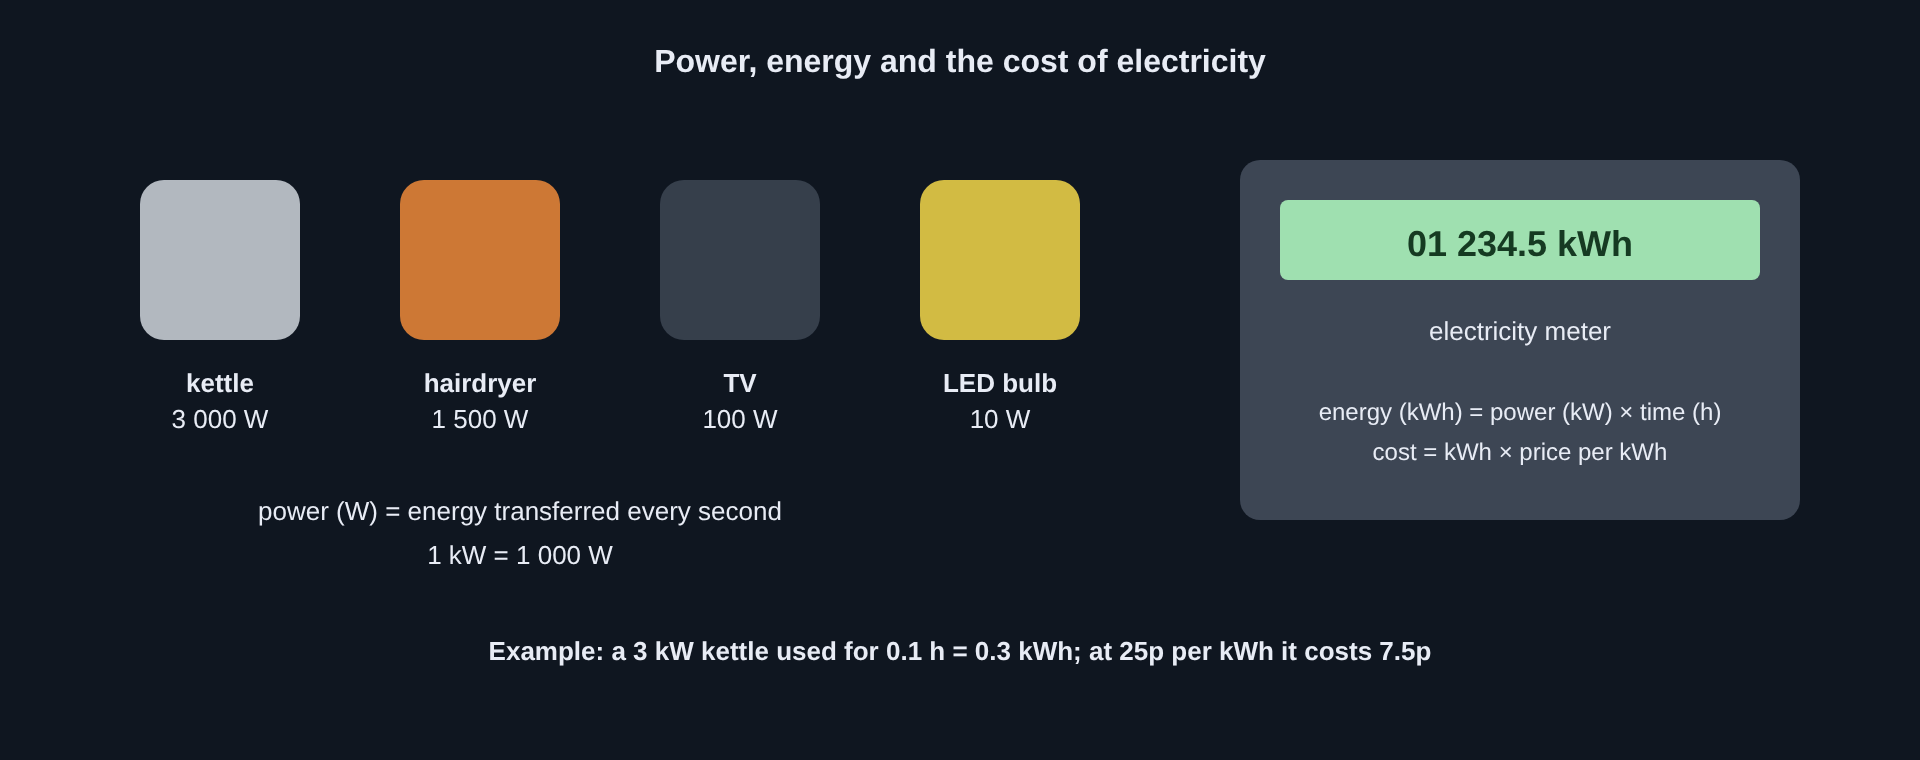 Power, energy and the cost of electricity
kettle
3 000 W
hairdryer
1 500 W
TV
100 W
LED bulb
10 W
power (W) = energy transferred every second
1 kW = 1 000 W
01 234.5 kWh
electricity meter
energy (kWh) = power (kW) × time (h)
cost = kWh × price per kWh
Example: a 3 kW kettle used for 0.1 h = 0.3 kWh; at 25p per kWh it costs 7.5p